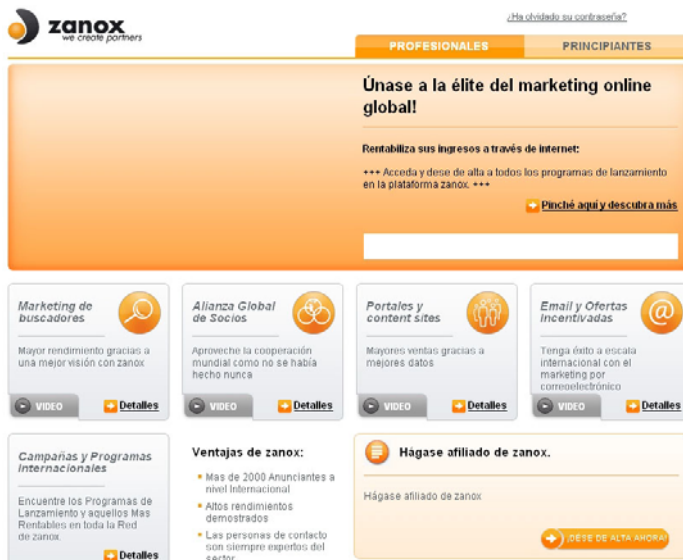 zanox
we create partners
¿Ha olvidado su contraseña?
PROFESIONALES
PRINCIPIANTES
Únase a la élite del marketing online
global!
Rentabiliza sus ingresos a través de internet:
+++ Acceda y dese de alta a todos los programas de lanzamiento
en la plataforma zanox. +++
Pinché aquí y descubra más
Marketing de
buscadores
Mayor rendimiento gracias a
una mejor visión con zanox
VIDEO
Detalles
Alianza Global
de Socios
Aproveche la cooperación
mundial como no se había
hecho nunca
VIDEO
Detalles
Portales y
content sites
Mayores ventas gracias a
mejores datos
VIDEO
Detalles
Email y Ofertas
Incentivadas
Tenga éxito a escala
internacional con el
marketing por
correoelectrónico
VIDEO
Detalles
Campañas y Programas
Internacionales
Encuentre los Programas de
Lanzamiento y aquellos Mas
Rentables en toda la Red
de zanox
Detalles
Ventajas de zanox:
Mas de 2000 Anunciantes a
nivel Internacional
Altos rendimientos
demostrados
Las personas de contacto
son siempre expertos del
sector
Hágase afiliado de zanox.
Hágase afiliado de zanox
¡DESE DE ALTA AHORA!